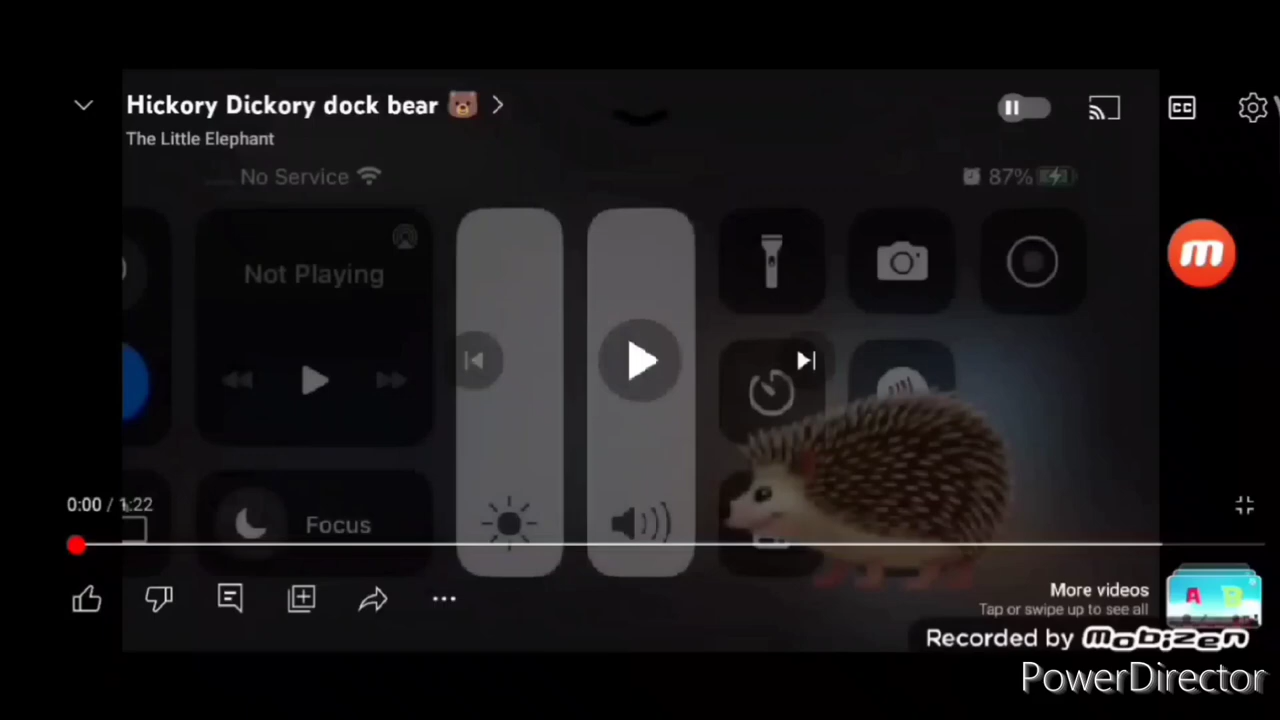 Hickory Dickory dock bear 🐻
CC
The Little Elephant
No Service
87%
Not Playing
0:00 / 1:22
Focus
More videos
A B
Tap or swipe up to see all
Recorded by mobizen
PowerDirector